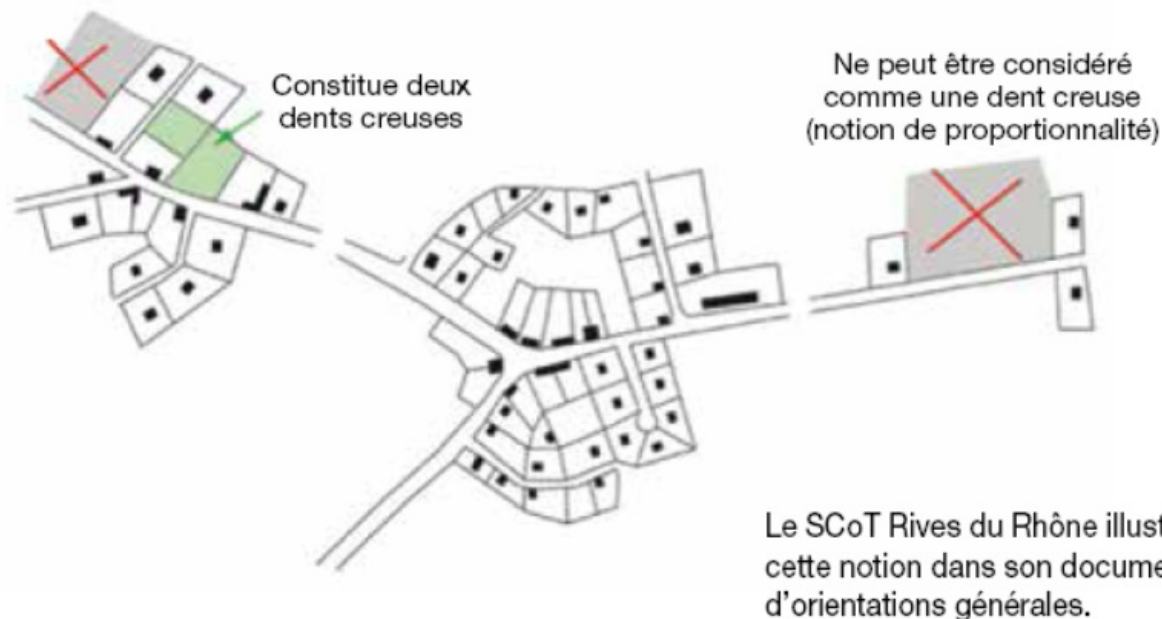 Constitue deux
dents creuses
Ne peut être considéré
comme une dent creuse
(notion de proportionnalité)
Le SCoT Rives du Rhône illust
cette notion dans son docume
d'orientations générales.